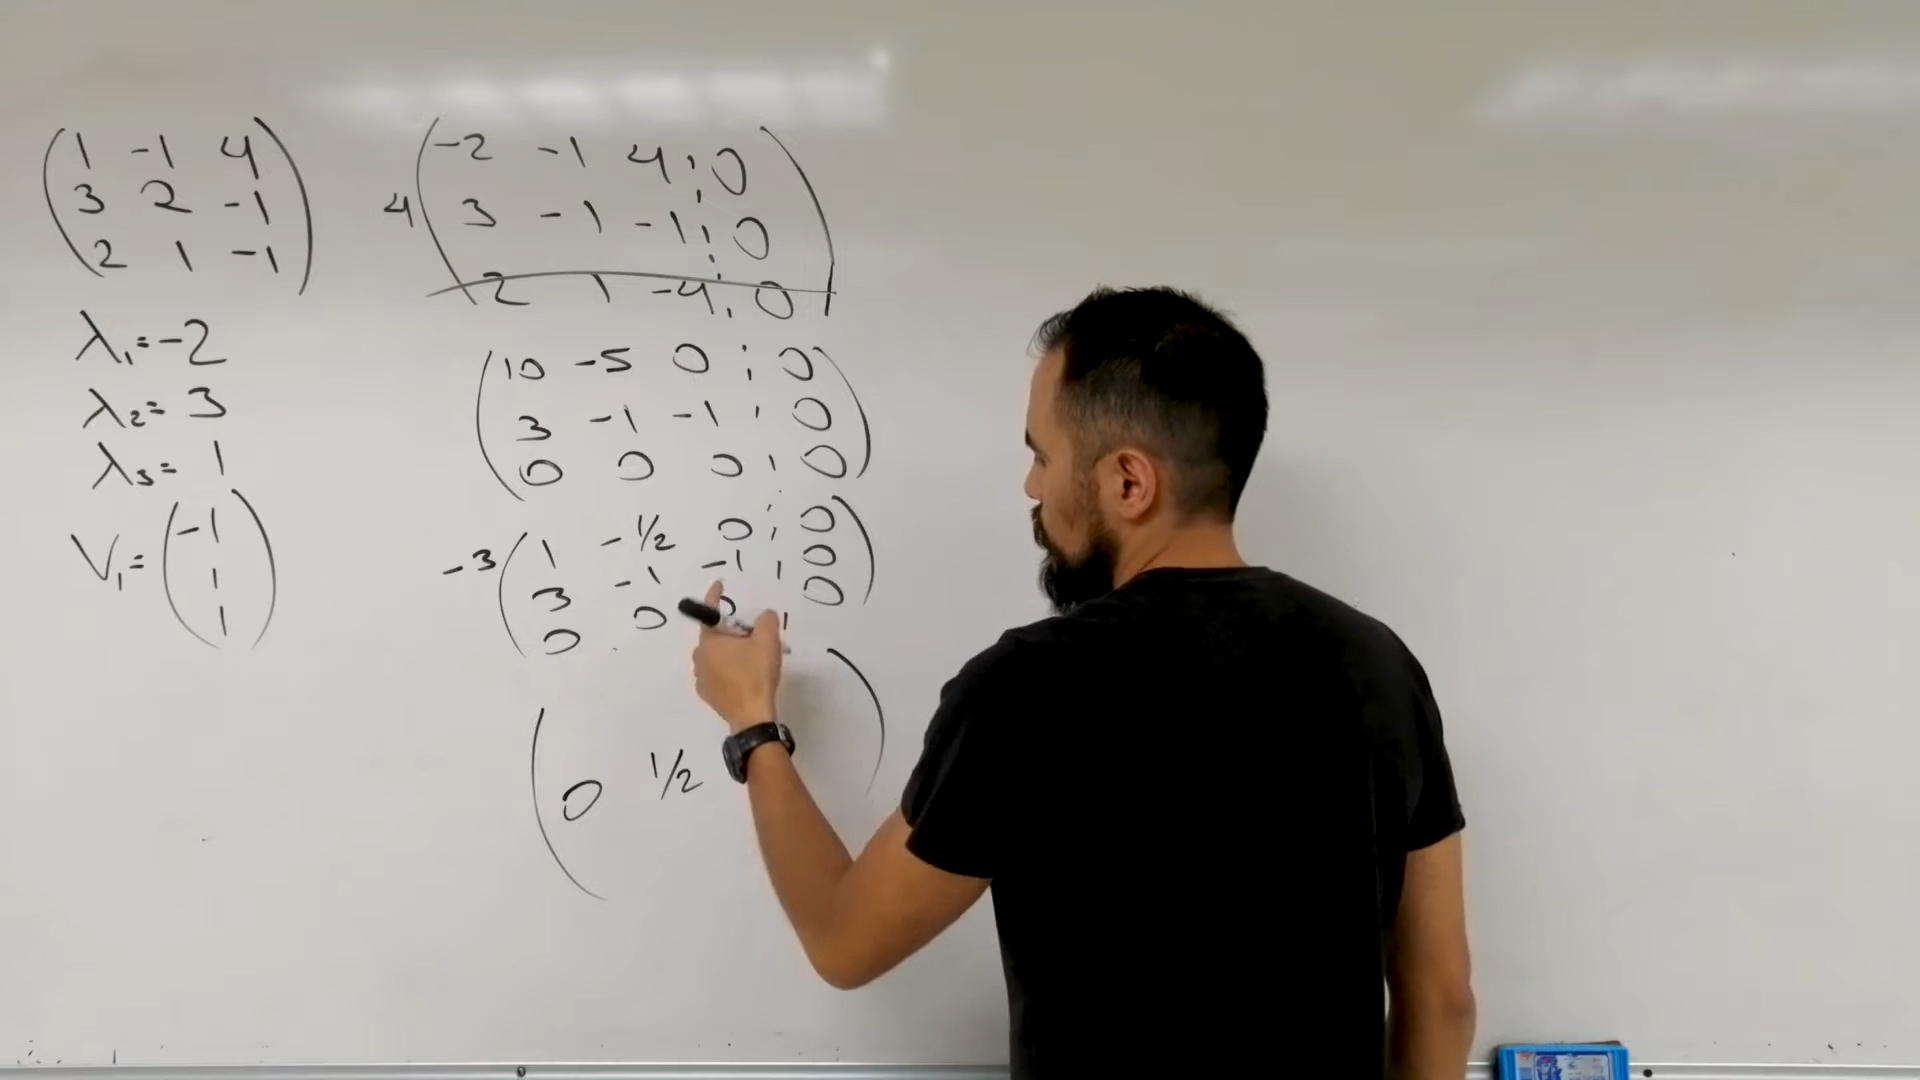 1 -1 4
3 2 -1
2 1 -1
λ₁=-2
λ₂=3
λ₃=1
V₁=
-1
1
1
-2 -1 4 ¦ 0
4 3 -1 -1 ¦ 0
2 1 -4 ¦ 0
10 -5 0 ¦ 0
3 -1 -1 ¦ 0
0 0 0 ¦ 0
-3 1 -1/2 0 ¦ 0
3 -1 -1 ¦ 0
0 0 0 ¦ 0
0 1/2